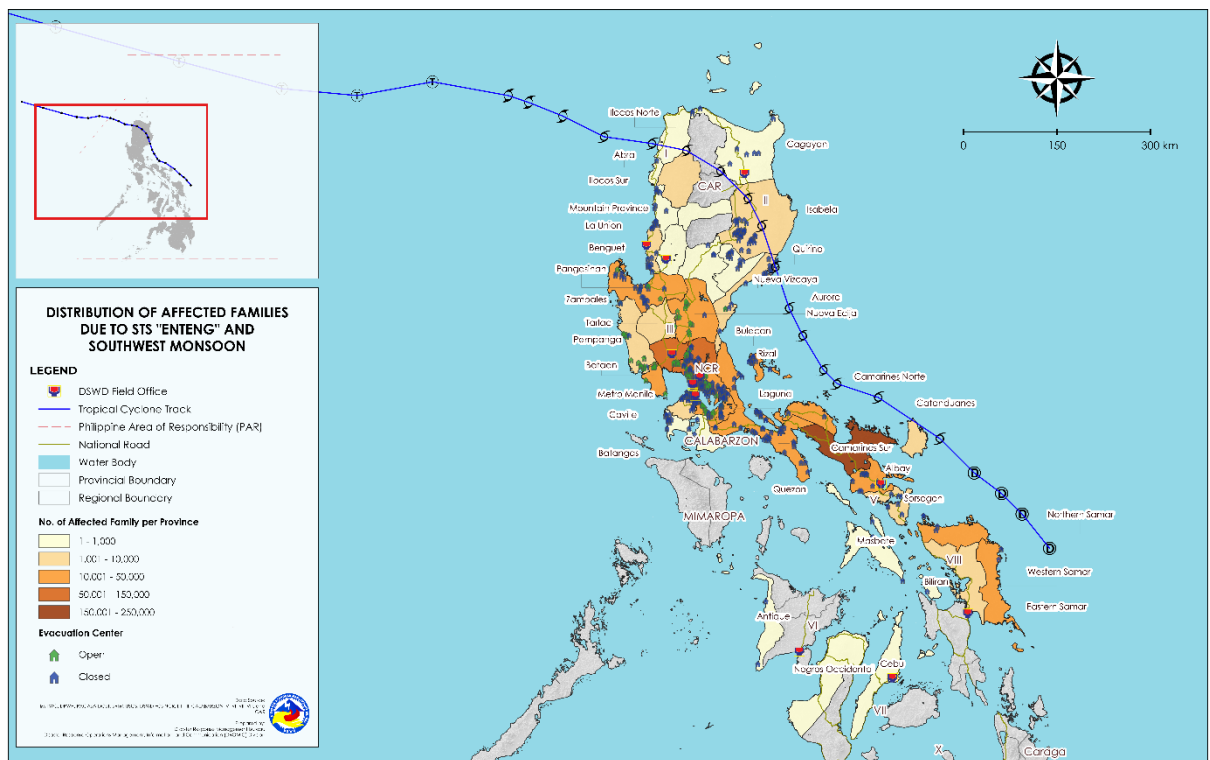 0
150
300 km
Ilocos Norte
Cagayan
Abra
I
CAR
Ilocos Sur
II
Mountain Province
Isabela
La Union
Benguet
Quirino
Pangasinan
Nueva Vizcaya
Zambales
Aurora
Nueva Ecija
Tarlac
III
Bulacan
Pampanga
Rizal
Bataan
NCR
Camarines Norte
Metro Manila
Laguna
Catanduanes
Cavite
CALABARZON
Camarines Sur
Batangas
Albay
Quezon
V
Sorsogon
MIMAROPA
Northern Samar
Masbate
VIII
Western Samar
Biliran
Eastern Samar
Antique
VI
Negros Occidental
Cebu
VII
X
Caraga
DISTRIBUTION OF AFFECTED FAMILIES
DUE TO STS "ENTENG" AND
SOUTHWEST MONSOON
LEGEND
DSWD Field Office
Tropical Cyclone Track
Philippine Area of Responsibility (PAR)
National Road
Water Body
Provincial Boundary
Regional Boundary
No. of Affected Family per Province
1 - 1,000
1,001 - 10,000
10,001 - 50,000
50,001 - 150,000
150,001 - 250,000
Evacuation Center
Open
Closed